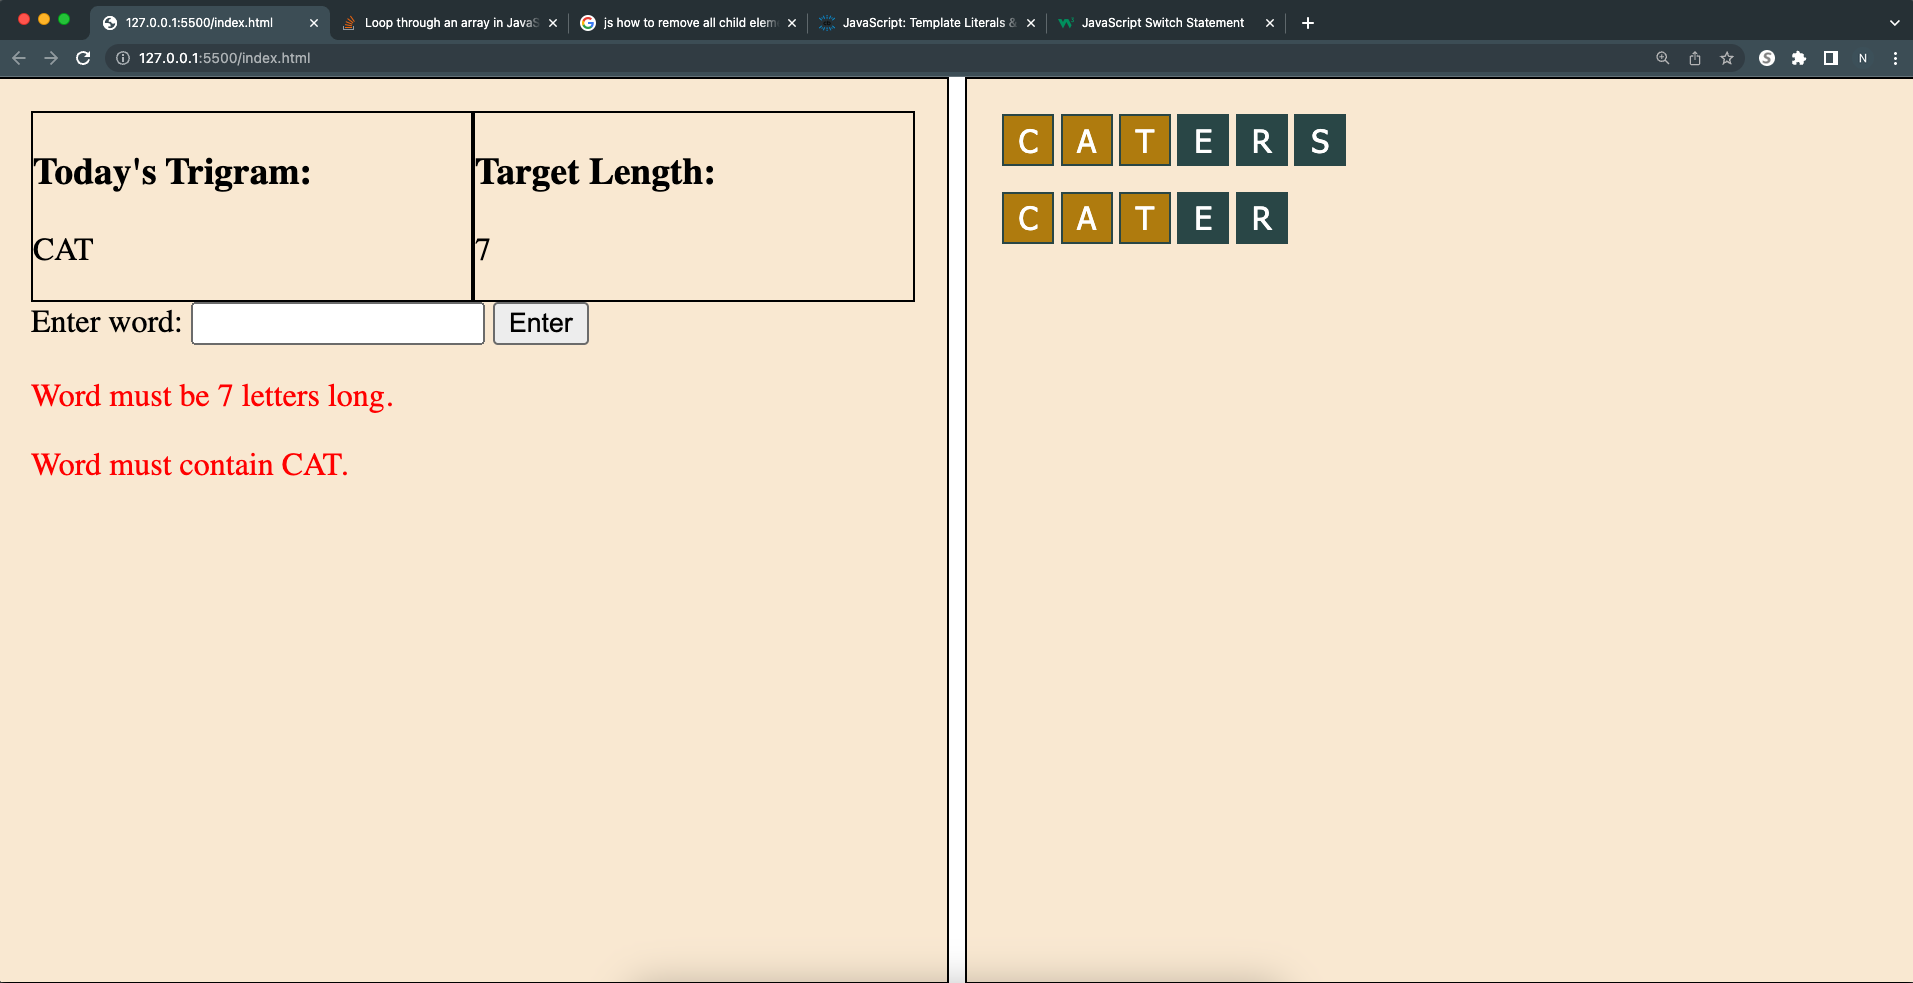 127.0.0.1:5500/index.html
Loop through an array in JavaS
js how to remove all child elem
JavaScript: Template Literals &
JavaScript Switch Statement
127.0.0.1:5500/index.html
N
Today's Trigram:
CAT
Target Length:
7
Enter word:
Enter
Word must be 7 letters long.
Word must contain CAT.
C A T E R S
C A T E R